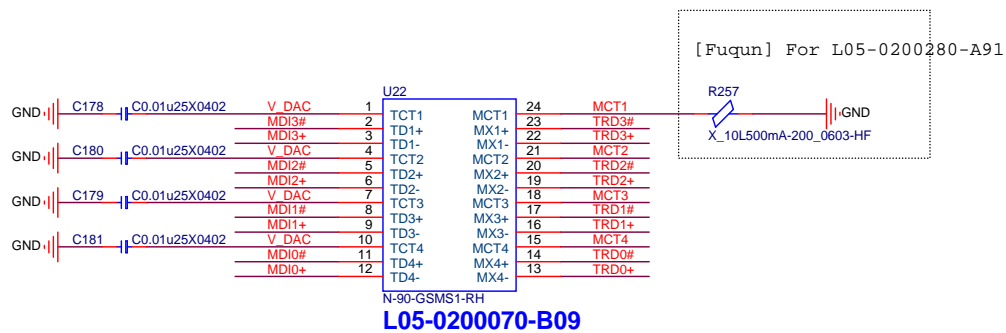 [Fuqun] For L05-0200280-A91
U22
R257
GND C178 C0.01u25X0402 V_DAC 1 TCT1 MCT1 24 MCT1 GND
MDI3# 2 TD1+ MX1+ 23 TRD3#
MDI3+ 3 TD1- MX1- 22 TRD3+ X_10L500mA-200_0603-HF
GND C180 C0.01u25X0402 V_DAC 4 TCT2 MCT2 21 MCT2
MDI2# 5 TD2+ MX2+ 20 TRD2#
MDI2+ 6 TD2- MX2- 19 TRD2+
GND C179 C0.01u25X0402 V_DAC 7 TCT3 MCT3 18 MCT3
MDI1# 8 TD3+ MX3+ 17 TRD1#
MDI1+ 9 TD3- MX3- 16 TRD1+
GND C181 C0.01u25X0402 V_DAC 10 TCT4 MCT4 15 MCT4
MDI0# 11 TD4+ MX4+ 14 TRD0#
MDI0+ 12 TD4- MX4- 13 TRD0+
N-90-GSMS1-RH
L05-0200070-B09